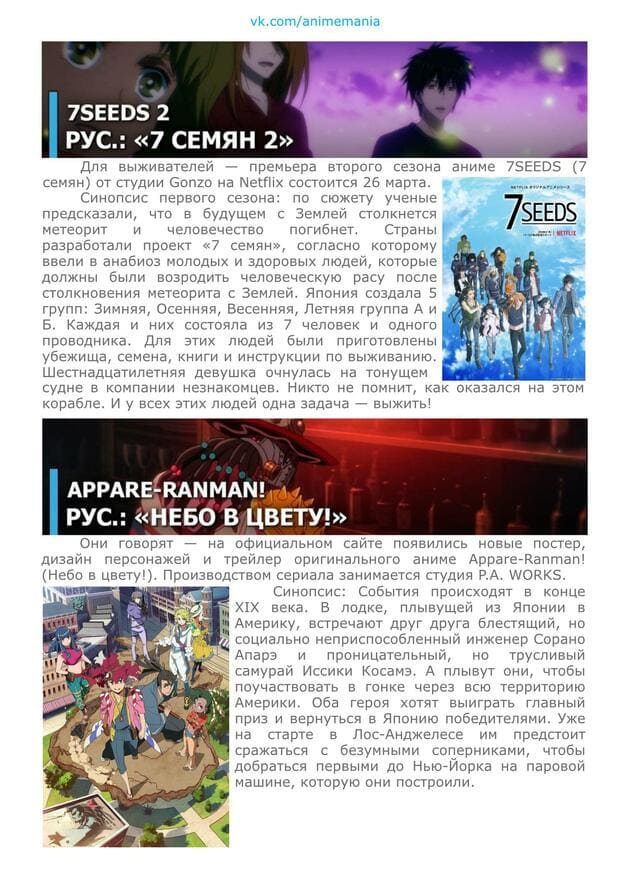 vk.com/animemania
7SEEDS 2
РУС.: «7 СЕМЯН 2»
Для выживателей — премьера второго сезона аниме 7SEEDS (7
семян) от студии Gonzo на Netflix состоится 26 марта.
Синопсис первого сезона: по сюжету ученые
предсказали, что в будущем с Землей столкнется
метеорит и человечество погибнет. Страны
разработали проект «7 семян», согласно которому
ввели в анабиоз молодых и здоровых людей, которые
должны были возродить человеческую расу после
столкновения метеорита с Землей. Япония создала 5
групп: Зимняя, Осенняя, Весенняя, Летняя группа А и
Б. Каждая и них состояла из 7 человек и одного
проводника. Для этих людей были приготовлены
убежища, семена, книги и инструкции по выживанию.
Шестнадцатилетняя девушка очнулась на тонущем
судне в компании незнакомцев. Никто не помнит, как оказался на этом
корабле. И у всех этих людей одна задача — выжить!
NETFLIX オリジナルアニメシリーズ
7SEEDS
NETFLIX
APPARE-RANMAN!
РУС.: «НЕБО В ЦВЕТУ!»
Они говорят — на официальном сайте появились новые постер,
дизайн персонажей и трейлер оригинального аниме Appare-Ranman!
(Небо в цвету!). Производством сериала занимается студия P.A. WORKS.
Синопсис: События происходят в конце
XIX века. В лодке, плывущей из Японии в
Америку, встречают друг друга блестящий, но
социально неприспособленный инженер Сорано
Апарэ и проницательный, но трусливый
самурай Иссики Косамэ. А плывут они, чтобы
поучаствовать в гонке через всю территорию
Америки. Оба героя хотят выиграть главный
приз и вернуться в Японию победителями. Уже
на старте в Лос-Анджелесе им предстоит
сражаться с безумными соперниками, чтобы
добраться первыми до Нью-Йорка на паровой
машине, которую они построили.